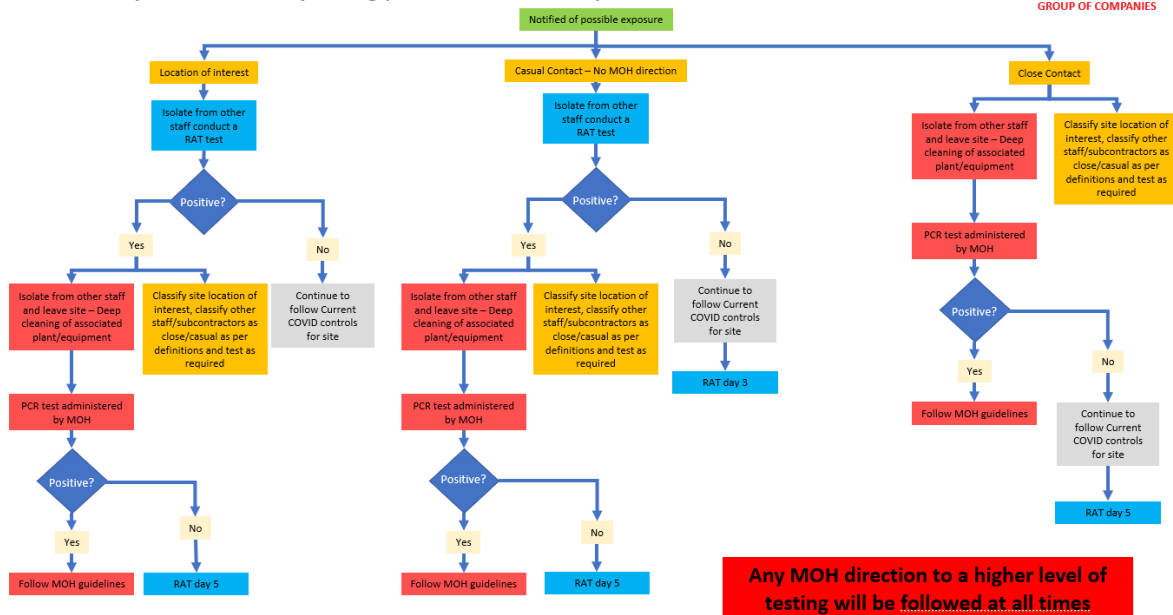 GROUP OF COMPANIES
Notified of possible exposure
Location of interest
Casual Contact – No MOH direction
Close Contact
Isolate from other
staff conduct a
RAT test
Isolate from other
staff conduct a
RAT test
Isolate from other staff
and leave site – Deep
cleaning of associated
plant/equipment
Classify site location of
interest, classify other
staff/subcontractors as
close/casual as per
definitions and test as
required
Positive?
Positive?
PCR test administered
by MOH
Yes
No
Yes
No
Isolate from other staff
and leave site – Deep
cleaning of associated
plant/equipment
Classify site location of
interest, classify other
staff/subcontractors as
close/casual as per
definitions and test as
required
Continue to
follow Current
COVID controls
for site
Isolate from other staff
and leave site – Deep
cleaning of associated
plant/equipment
Classify site location of
interest, classify other
staff/subcontractors as
close/casual as per
definitions and test as
required
Continue to
follow Current
COVID controls
for site
RAT day 3
Positive?
Yes
No
Follow MOH guidelines
Continue to
follow Current
COVID controls
for site
RAT day 5
PCR test administered
by MOH
PCR test administered
by MOH
Positive?
Positive?
Yes
No
Yes
No
Follow MOH guidelines
RAT day 5
Follow MOH guidelines
RAT day 5
Any MOH direction to a higher level of
testing will be followed at all times